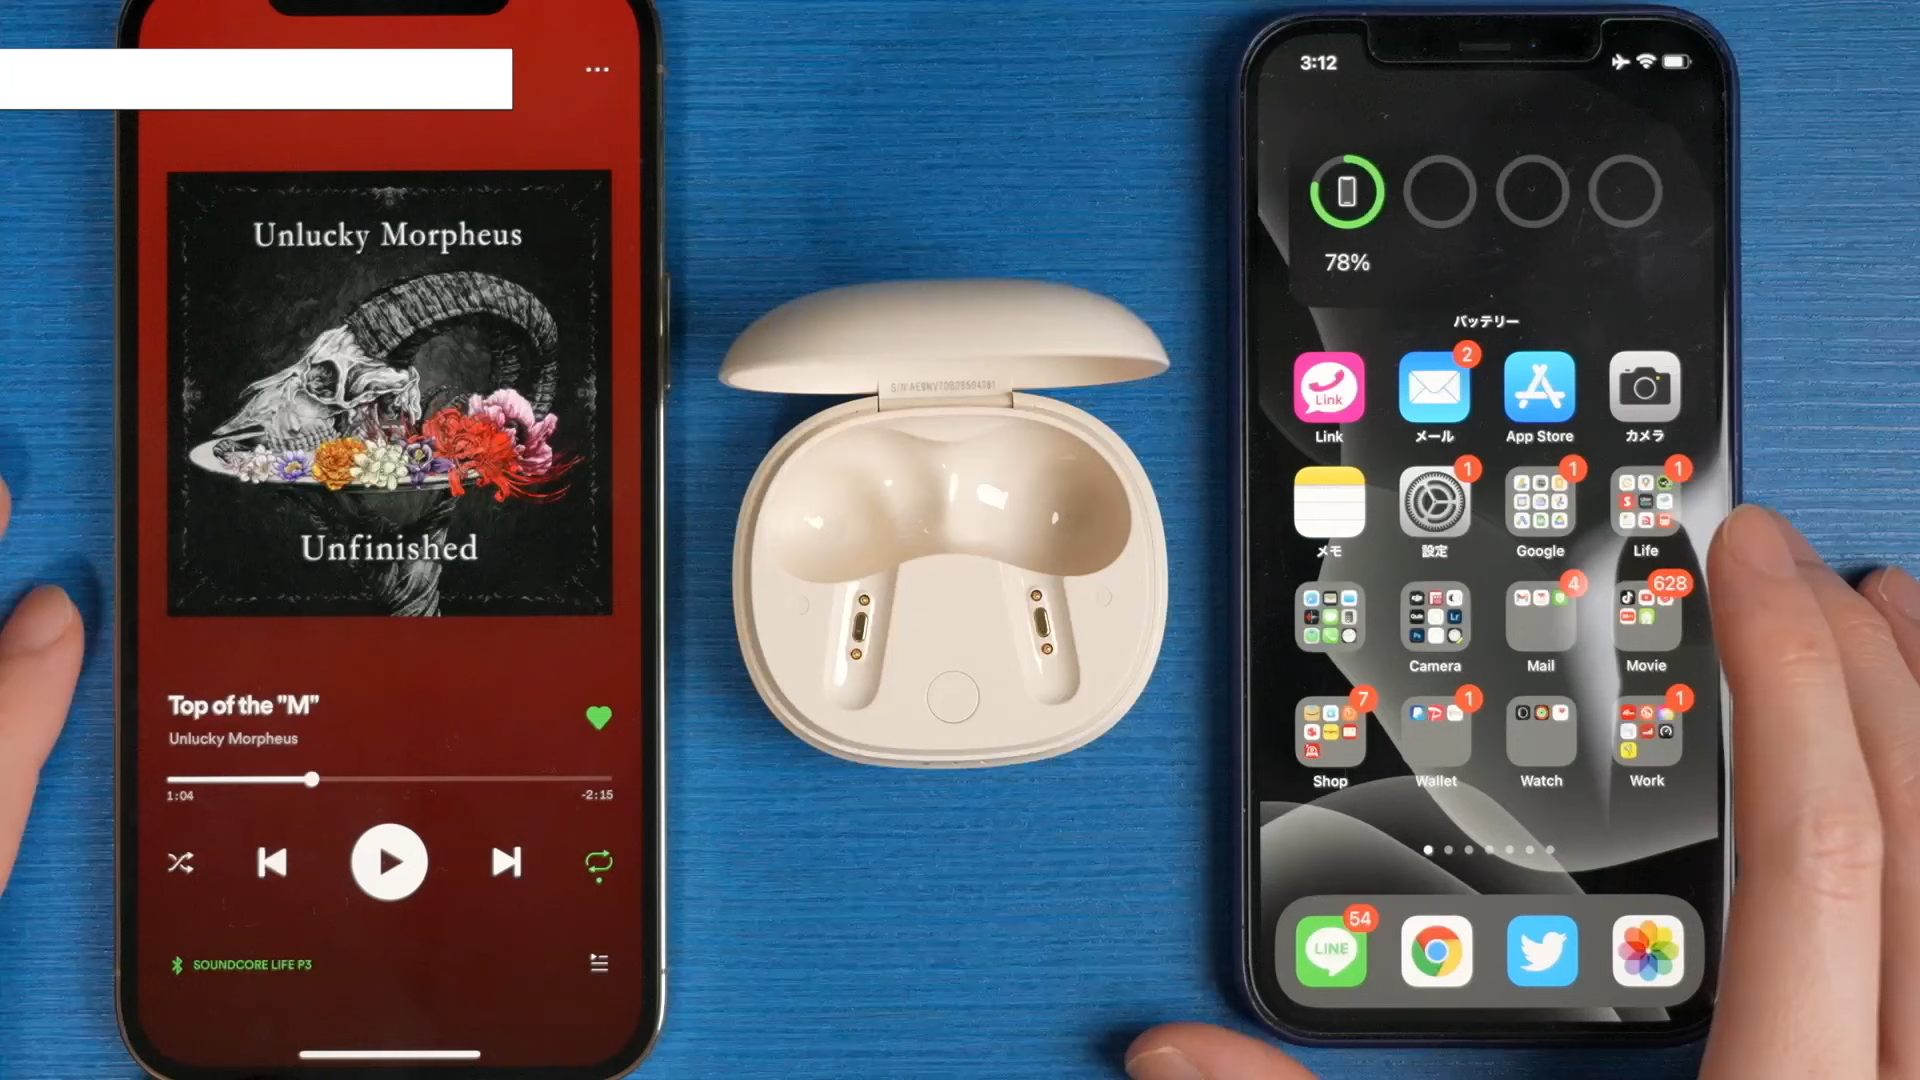 Unlucky Morpheus
Unfinished
Top of the "M"
Unlucky Morpheus
1:04
-2:15
SOUNDCORE LIFE P3
3:12
78%
バッテリー
Link
2
Link
メール
App Store
カメラ
1
1
1
メモ
設定
Google
Life
4
628
Camera
Mail
Movie
7
1
1
Shop
Wallet
Watch
Work
54
LINE